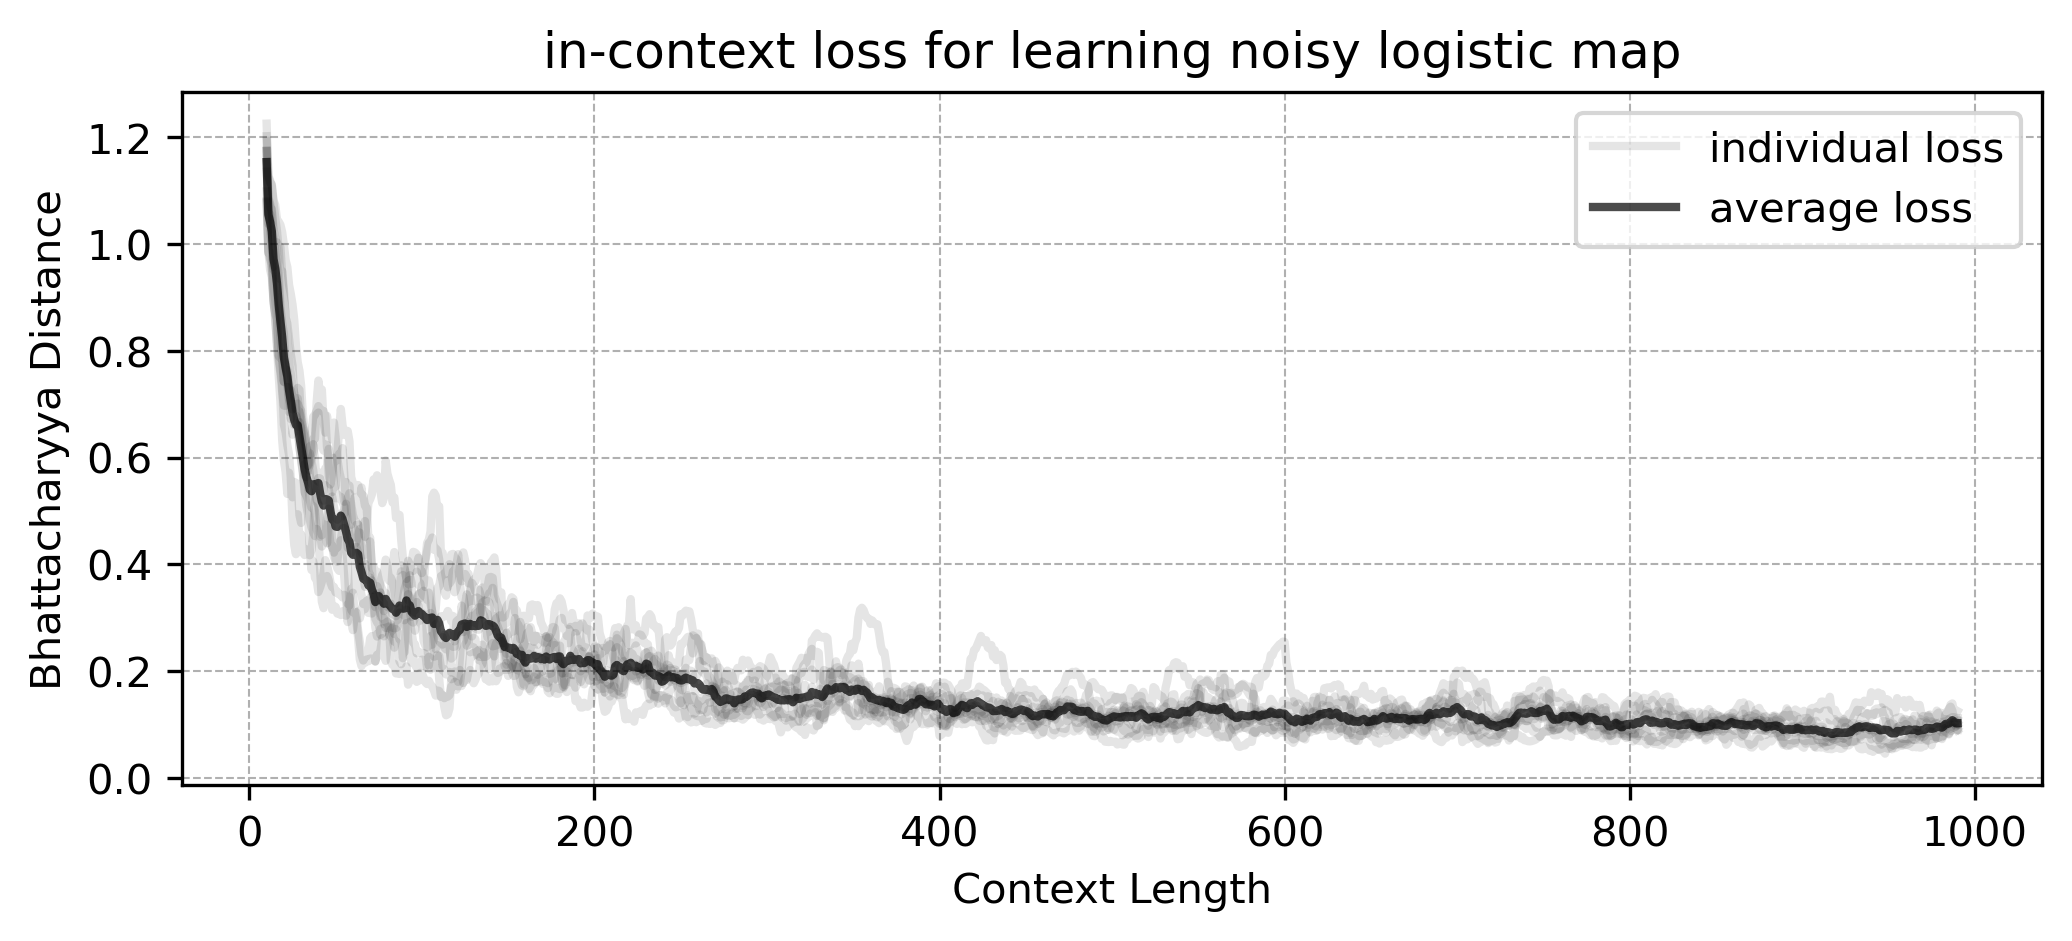 in-context loss for learning noisy logistic map
individual loss
average loss
Bhattacharyya Distance
1.2
1.0
0.8
0.6
0.4
0.2
0.0
0 200 400 600 800 1000
Context Length